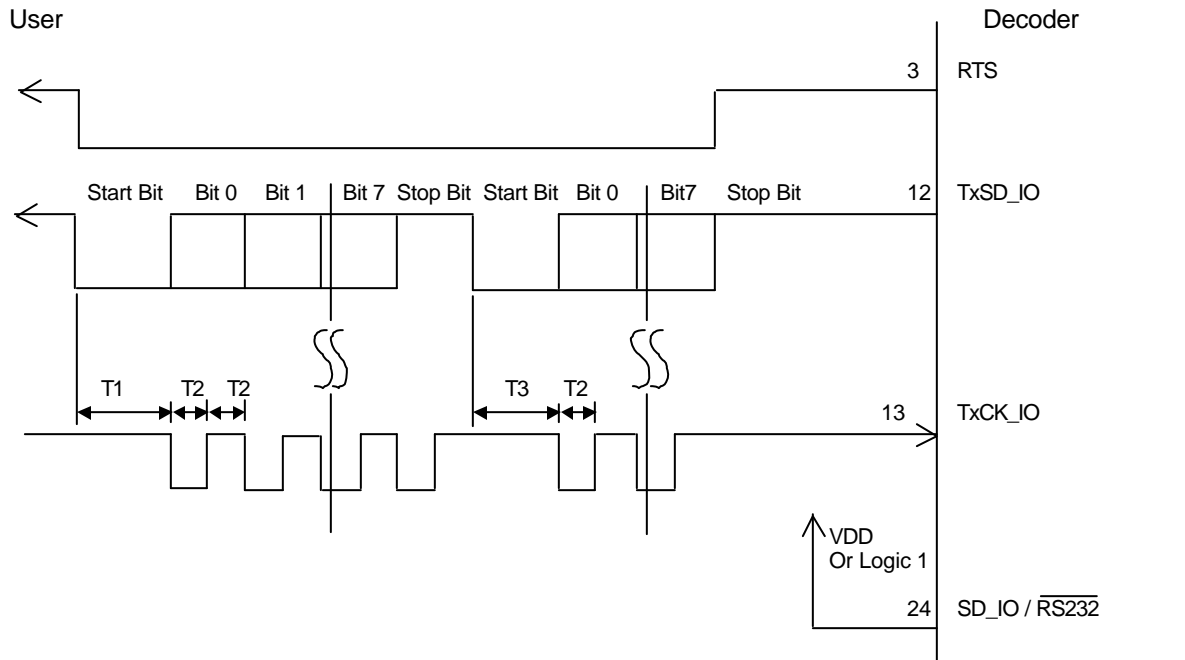 User Decoder
3 RTS
Start Bit Bit 0 Bit 1 Bit 7 Stop Bit Start Bit Bit 0 Bit7 Stop Bit 12 TxSD_IO
T1 T2 T2 T3 T2
13 TxCK_IO
VDD
Or Logic 1
24 SD_IO / RS232